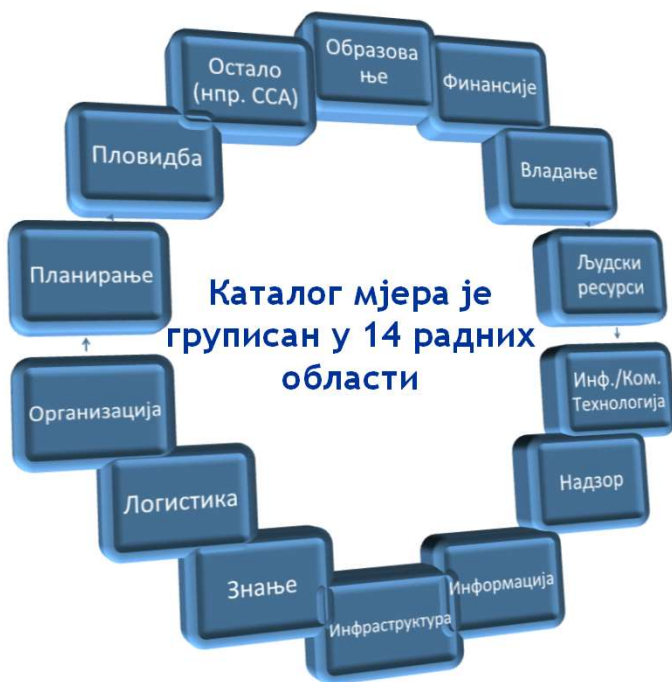 Образова
ње
Финансије
Владање
Људски
ресурси
Инф./Ком.
Технологија
Надзор
Информација
Инфраструктура
Знање
Логистика
Организација
Планирање
Пловидба
Остало
(нпр. ССА)
Каталог мјера је
груписан у 14 радних
области